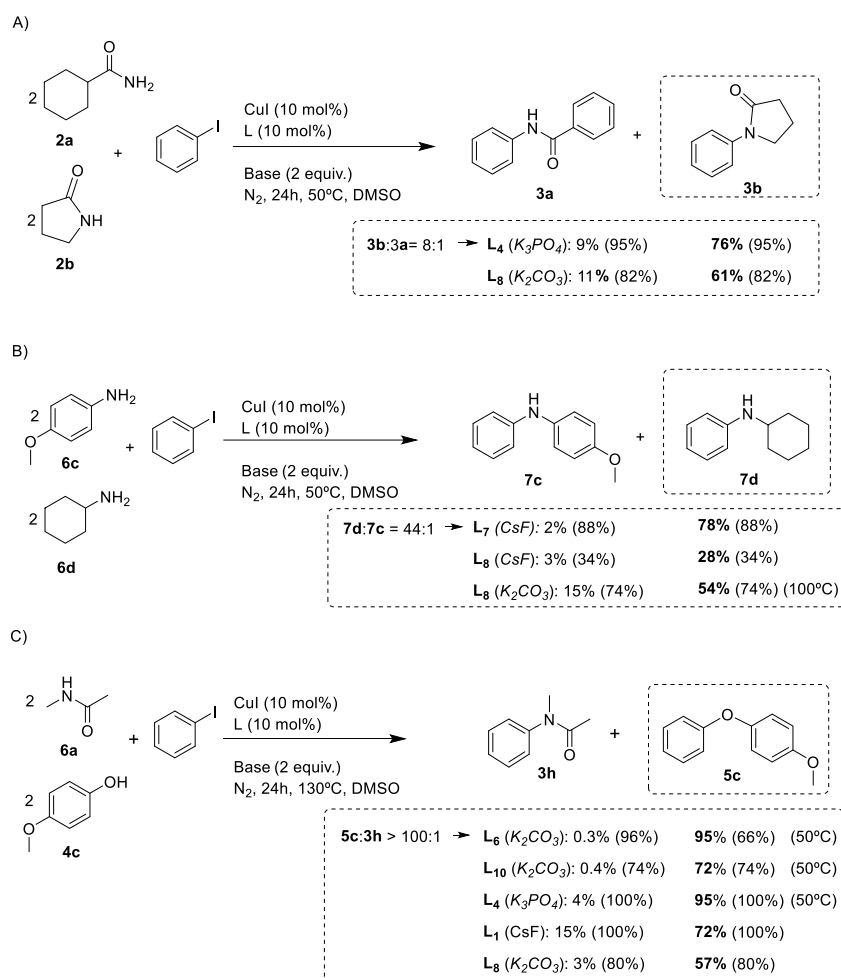 A)
O
NH2
2
2a
+
I
CuI (10 mol%)
L (10 mol%)
Base (2 equiv.)
N2, 24h, 50ºC, DMSO
O
2
NH
2b
H
N
O
3a
+
O
N
3b
3b:3a= 8:1
L4 (K3PO4): 9% (95%) 76% (95%)
L8 (K2CO3): 11% (82%) 61% (82%)
B)
NH2
2
O
6c
+
I
CuI (10 mol%)
L (10 mol%)
Base (2 equiv.)
N2, 24h, 50ºC, DMSO
2
NH2
6d
H
N
O
7c
+
H
N
7d
7d:7c = 44:1
L7 (CsF): 2% (88%) 78% (88%)
L8 (CsF): 3% (34%) 28% (34%)
L8 (K2CO3): 15% (74%) 54% (74%) (100ºC)
C)
2
H
N
O
6a
+
I
CuI (10 mol%)
L (10 mol%)
Base (2 equiv.)
N2, 24h, 130ºC, DMSO
OH
2
O
4c
N
O
3h
+
O
O
5c
5c:3h > 100:1
L6 (K2CO3): 0.3% (96%) 95% (66%) (50ºC)
L10 (K2CO3): 0.4% (74%) 72% (74%) (50ºC)
L4 (K3PO4): 4% (100%) 95% (100%) (50ºC)
L1 (CsF): 15% (100%) 72% (100%)
L8 (K2CO3): 3% (80%) 57% (80%)